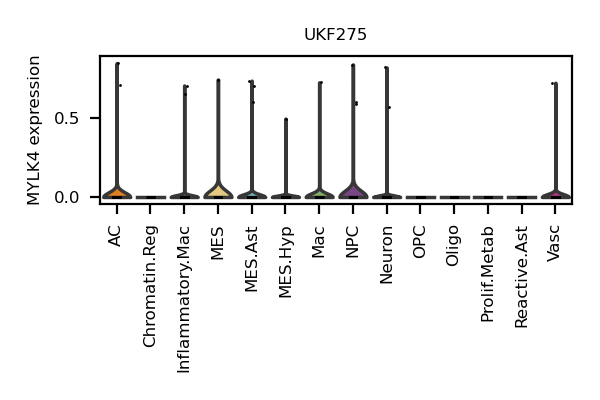 UKF275
MYLK4 expression
0.5
0.0
AC
Chromatin.Reg
Inflammatory.Mac
MES
MES.Ast
MES.Hyp
Mac
NPC
Neuron
OPC
Oligo
Prolif.Metab
Reactive.Ast
Vasc